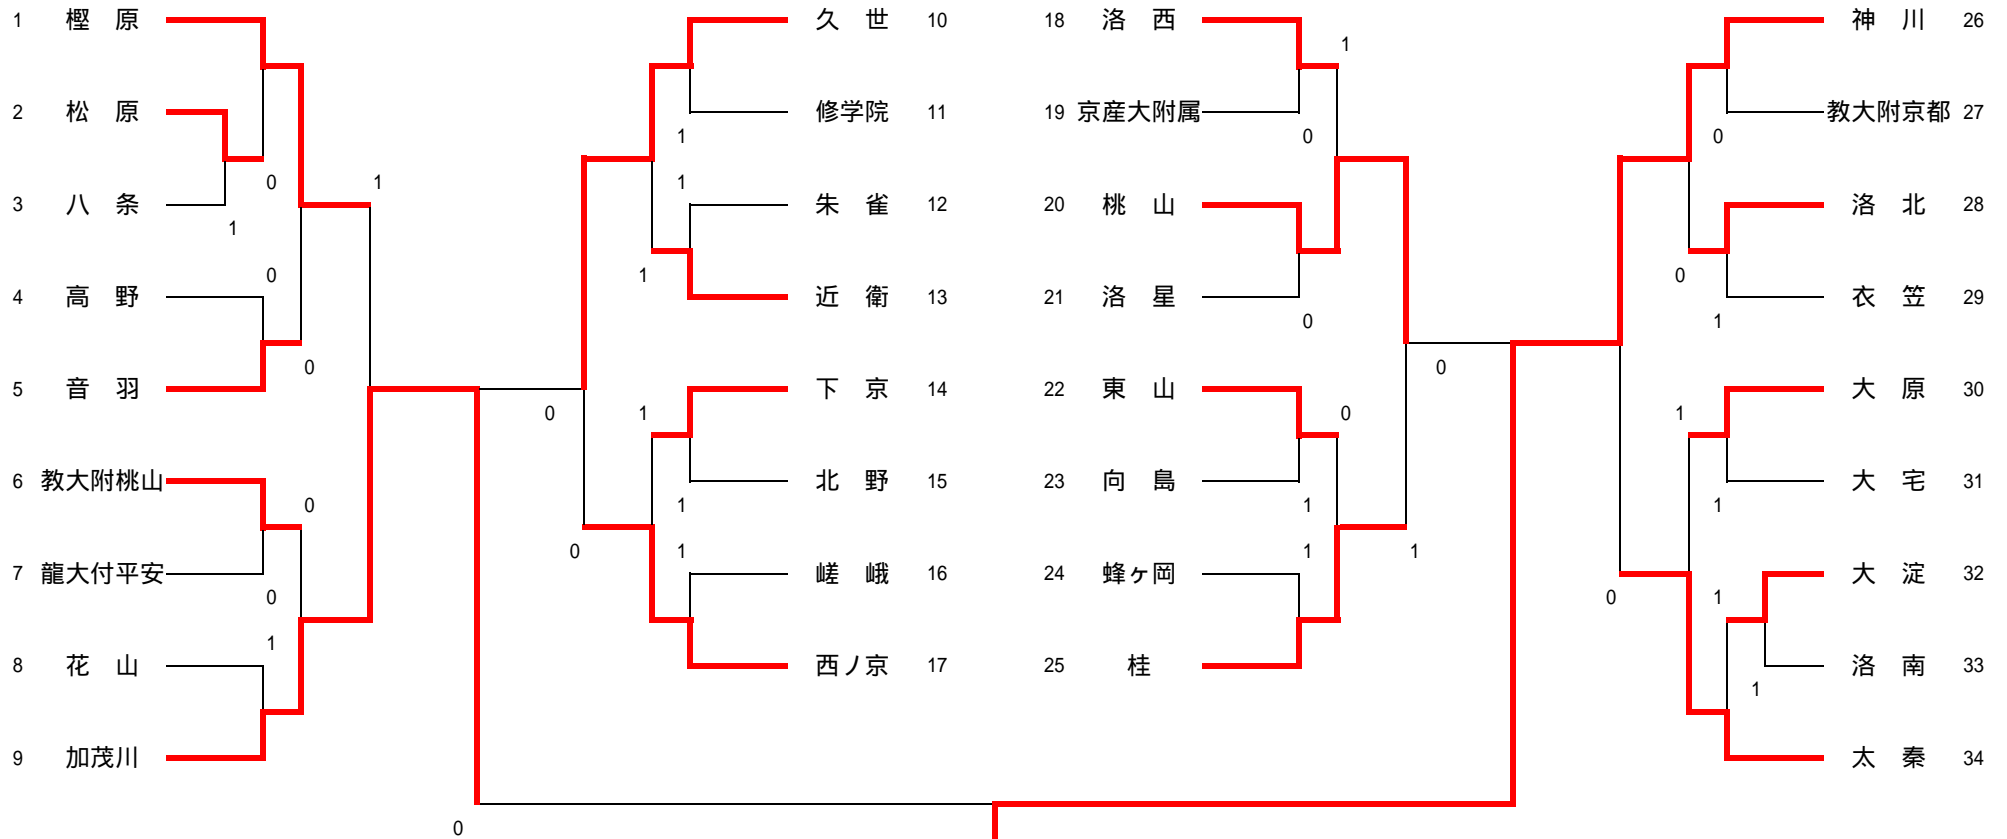 1 樫 原
2 松 原
3 八 条
4 高 野
5 音 羽
6 教大附桃山
7 龍大付平安
8 花 山
9 加茂川
0
1
0
0
1
0
0
1
0
久 世 10
修学院 11
朱 雀 12
近 衛 13
下 京 14
北 野 15
嵯 峨 16
西ノ京 17
1
1
1
0
1
1
0
1
0
18 洛 西
19 京産大附属
20 桃 山
21 洛 星
22 東 山
23 向 島
24 蜂ヶ岡
25 桂
1
0
0
0
0
1
1
1
神 川 26
教大附京都 27
洛 北 28
衣 笠 29
大 原 30
大 宅 31
大 淀 32
洛 南 33
太 秦 34
0
0
1
1
1
0
1
1